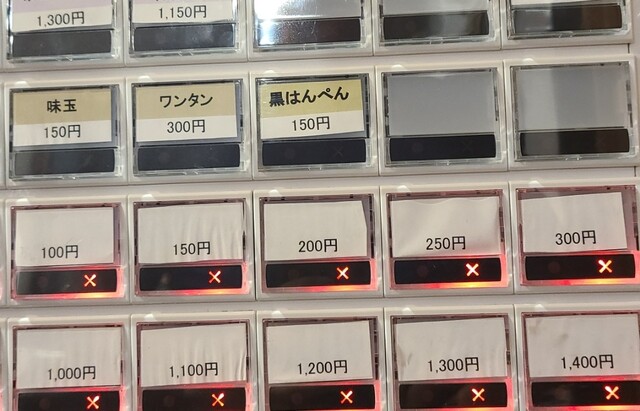 1,300円
1,150円
味玉
150円
ワンタン
300円
黒はんぺん
150円
100円
150円
200円
250円
300円
×
×
×
×
×
1,000円
1,100円
1,200円
1,300円
1,400円
×
×
×
×
×